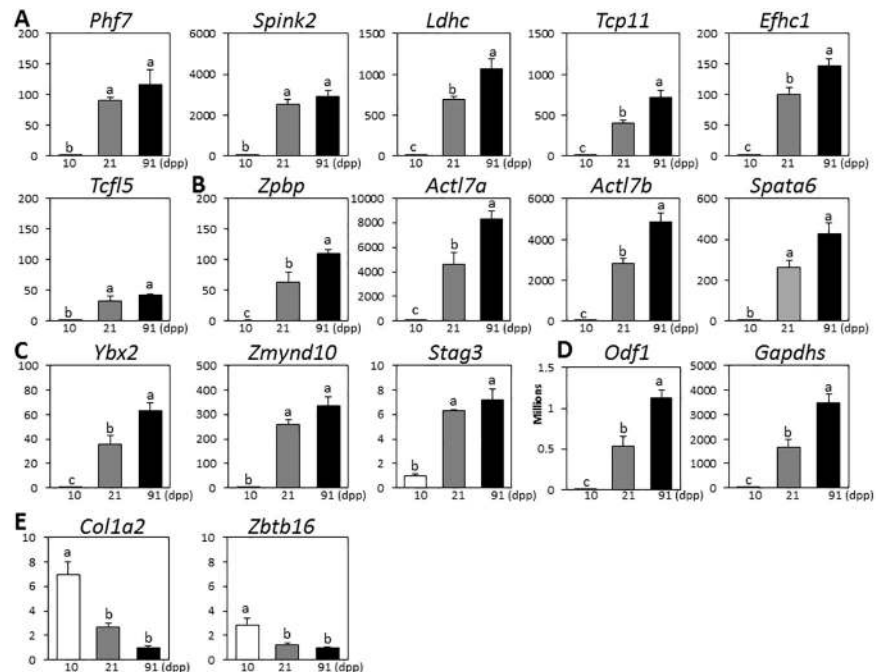 A
Phf7
Spink2
Ldhc
Tcp11
Efhc1
200
150
100
50
0
b
a
a
10 21 91 (dpp)
6000
4000
2000
0
b
a
a
10 21 91 (dpp)
1500
1000
500
0
c
b
a
10 21 91 (dpp)
1500
1000
500
0
c
b
a
10 21 91 (dpp)
200
150
100
50
0
c
b
a
10 21 91 (dpp)
Tcfl5
B
Zpbp
Actl7a
Actl7b
Spata6
200
150
100
50
0
b
a
a
10 21 91 (dpp)
200
150
100
50
0
c
b
a
10 21 91 (dpp)
10000
8000
6000
4000
2000
0
c
b
a
10 21 91 (dpp)
6000
4000
2000
0
c
b
a
10 21 91 (dpp)
600
400
200
0
b
a
a
10 21 91 (dpp)
C
Ybx2
Zmynd10
Stag3
D
Odf1
Gapdhs
100
80
60
40
20
0
c
b
a
10 21 91 (dpp)
500
400
300
200
100
0
b
a
a
10 21 91 (dpp)
10
8
6
4
2
0
b
a
a
10 21 91 (dpp)
Millions
1.5
1
0.5
0
c
b
a
10 21 91 (dpp)
5000
4000
3000
2000
1000
0
c
b
a
10 21 91 (dpp)
E
Col1a2
Zbtb16
10
8
6
4
2
0
a
b
b
10 21 91 (dpp)
10
8
6
4
2
0
a
b
b
10 21 91 (dpp)